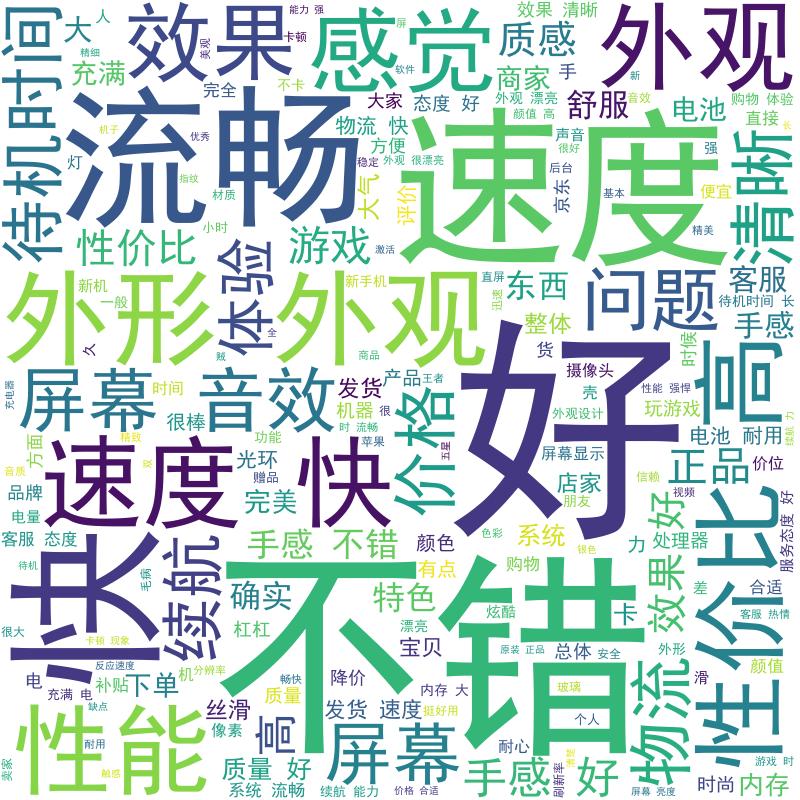 待机时间
大
人
效果
美观
能力 强
卡顿
感觉
屏
软件
效果 清晰
质感
商家
手
外观
新
精细
充满
完全
不卡
大家
态度 好
外观 漂亮
颜值 高
舒服
音效
电池
购物 体验
直接
长
机子
优秀
流畅
物流 快
方便
稳定
外观 很漂亮
声音
很好
强
速度
清晰
灯
指纹
材质
大气
评价
后台
京东
基本
便宜
精美
小时
性价比
体验
游戏
激活
外形
新机
一般
外观
新手机
直屏
迅速
东西
问题
客服
待机时间 长
手感
全
贼
久
商品
整体
货
好
时候
高
充电器
屏幕
时间
很棒
音效
发货
机器
很
产品
王者
价格
摄像头
壳
外观设计
性能 强悍
玩游戏
电池 耐用
续航 力
方面
精致
双
功能
时 流畅
苹果
五星
屏幕显示
音质
品牌
速度 快
光环
赠品
完美
店家
朋友
信赖
视频
正品
价位
电量
客服 态度
待机
快
续航
毛病
手感 不错
颜色
色彩
系统
银色
购物
力
好
效果
处理器
性价比
服务态度 好
很大
卡顿 现象
反应速度
确实
杠杠
不错
有点
特色
漂亮
宝贝
炫酷
原装 正品
总体
安全
卡
差
合适
客服 热情
外形
颜值
滑
物流
电
充满 电
补贴
机
分辨率
下单
畅快
质量
降价
内存 大
玻璃
个人
缺点
性能
耐用
触感
卖家
丝滑
像素
高
发货 速度
挺好用
屏幕
耐心
质量 好
系统 流畅
续航 能力
价格 合适
手感 好
刷新率
屏幕 亮度
时尚
内存
游戏 时